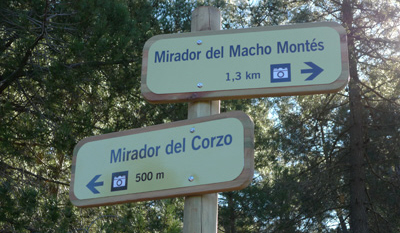 Mirador del Macho Montés
1,3 km
Mirador del Corzo
500 m